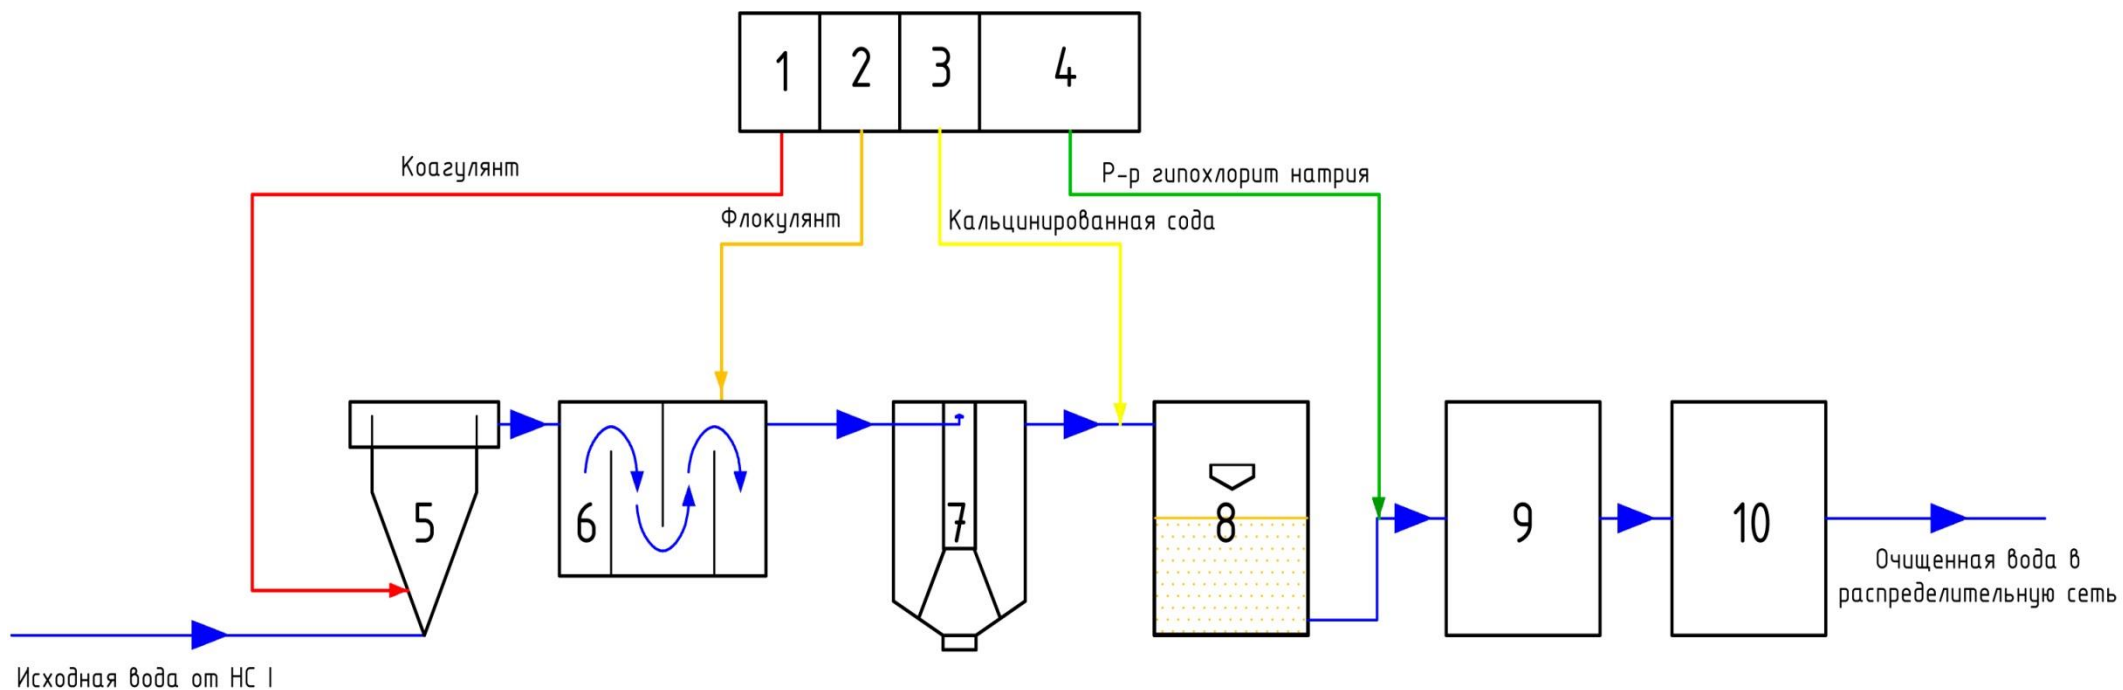 1 2 3 4
Коагулянт
Р-р гипохлорит натрия
Флокулянт
Кальцинированная сода
5 6 7 8 9 10
Очищенная вода в
распределительную сеть
Исходная вода от НС I